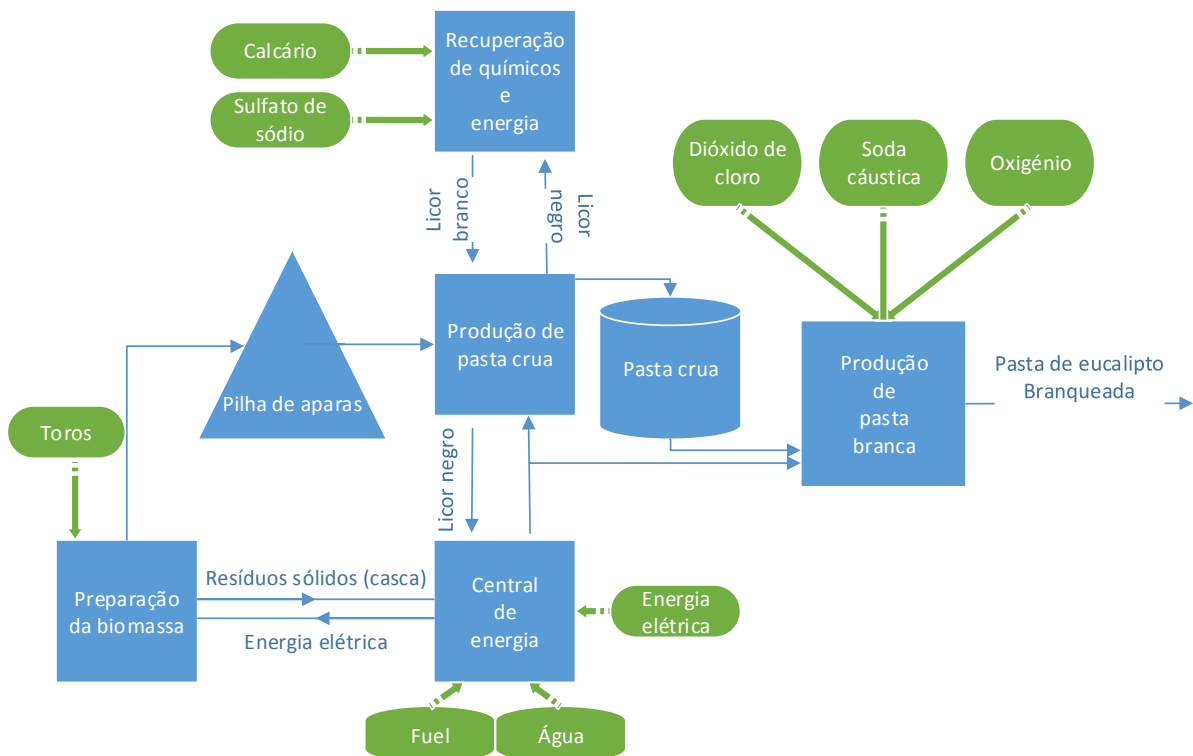 Calcário
Sulfato de
sódio
Recuperação
de químicos
e
energia
Dióxido de
cloro
Soda
cáustica
Oxigénio
Licor
branco
Licor
negro
Pilha de aparas
Produção de
pasta crua
Pasta crua
Produção
de
pasta
branca
Pasta de eucalipto
Branqueada
Toros
Licor negro
Preparação
da biomassa
Resíduos sólidos (casca)
Energia elétrica
Central
de
energia
Energia
elétrica
Fuel
Água